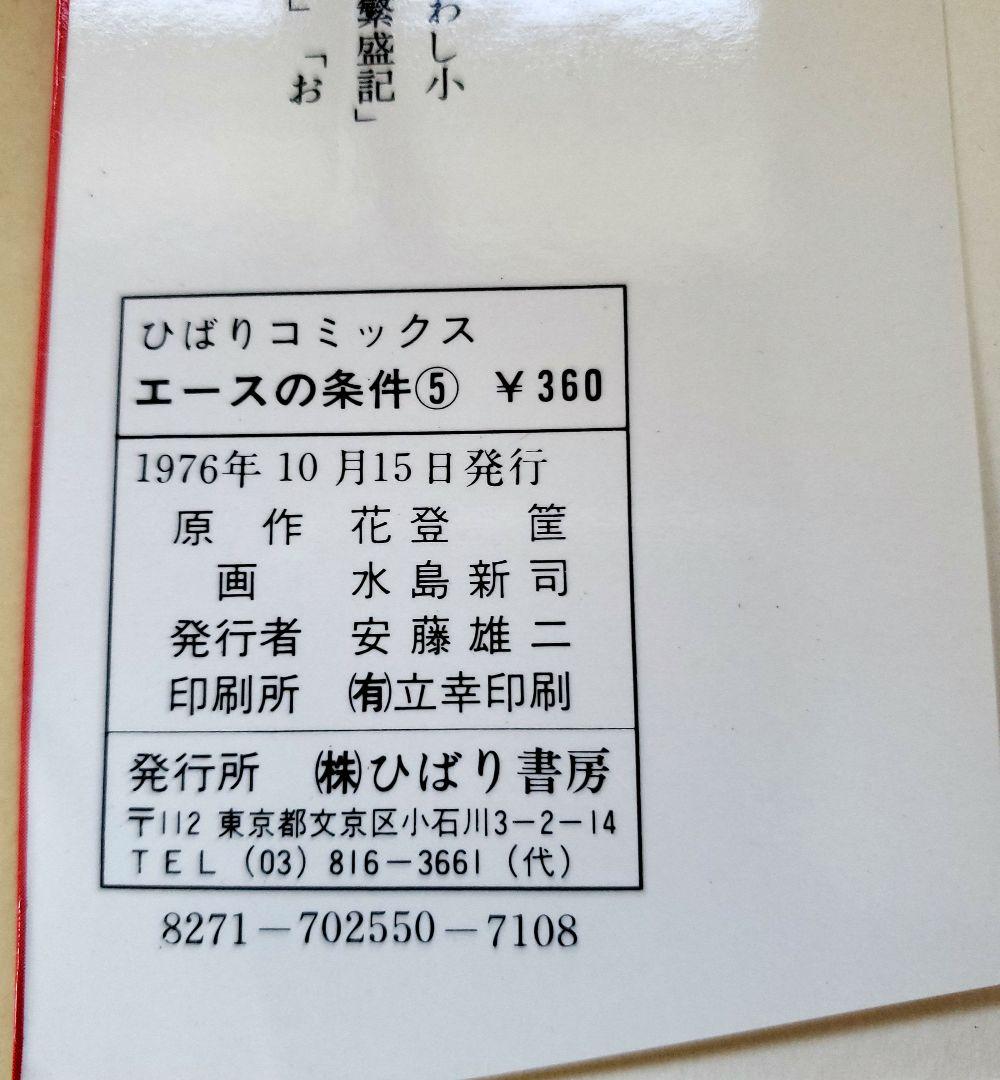 わし小
繁盛記」
」「お
ひばりコミックス
エースの条件⑤ ¥360
1976年10月15日発行
原作 花登筐
画 水島新司
発行者 安藤雄二
印刷所 ㈲立幸印刷
発行所 ㈱ひばり書房
〒112 東京都文京区小石川3-2-14
TEL (03) 816-3661 (代)
8271-702550-7108